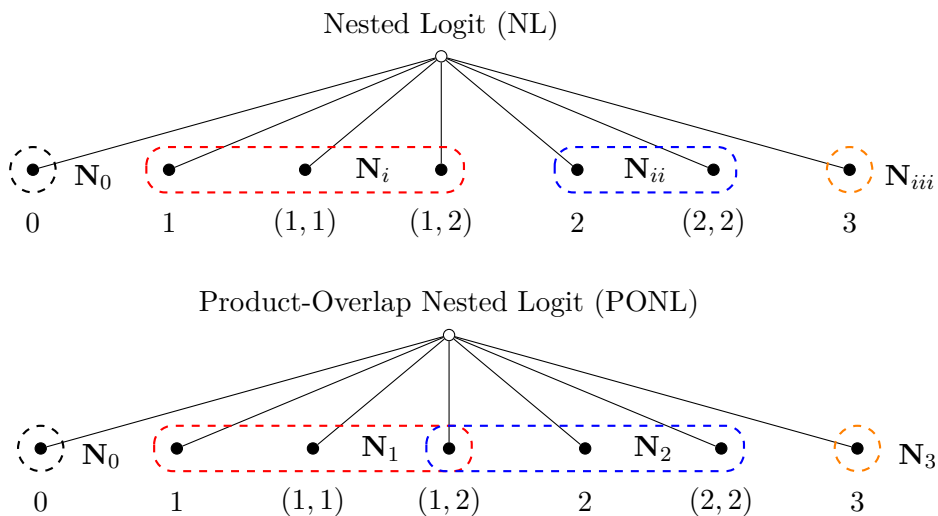 Nested Logit (NL)
N₀ Nᵢ Nᵢᵢ Nᵢᵢᵢ
0 1 (1, 1) (1, 2) 2 (2, 2) 3
Product-Overlap Nested Logit (PONL)
N₀ N₁ N₂ N₃
0 1 (1, 1) (1, 2) 2 (2, 2) 3